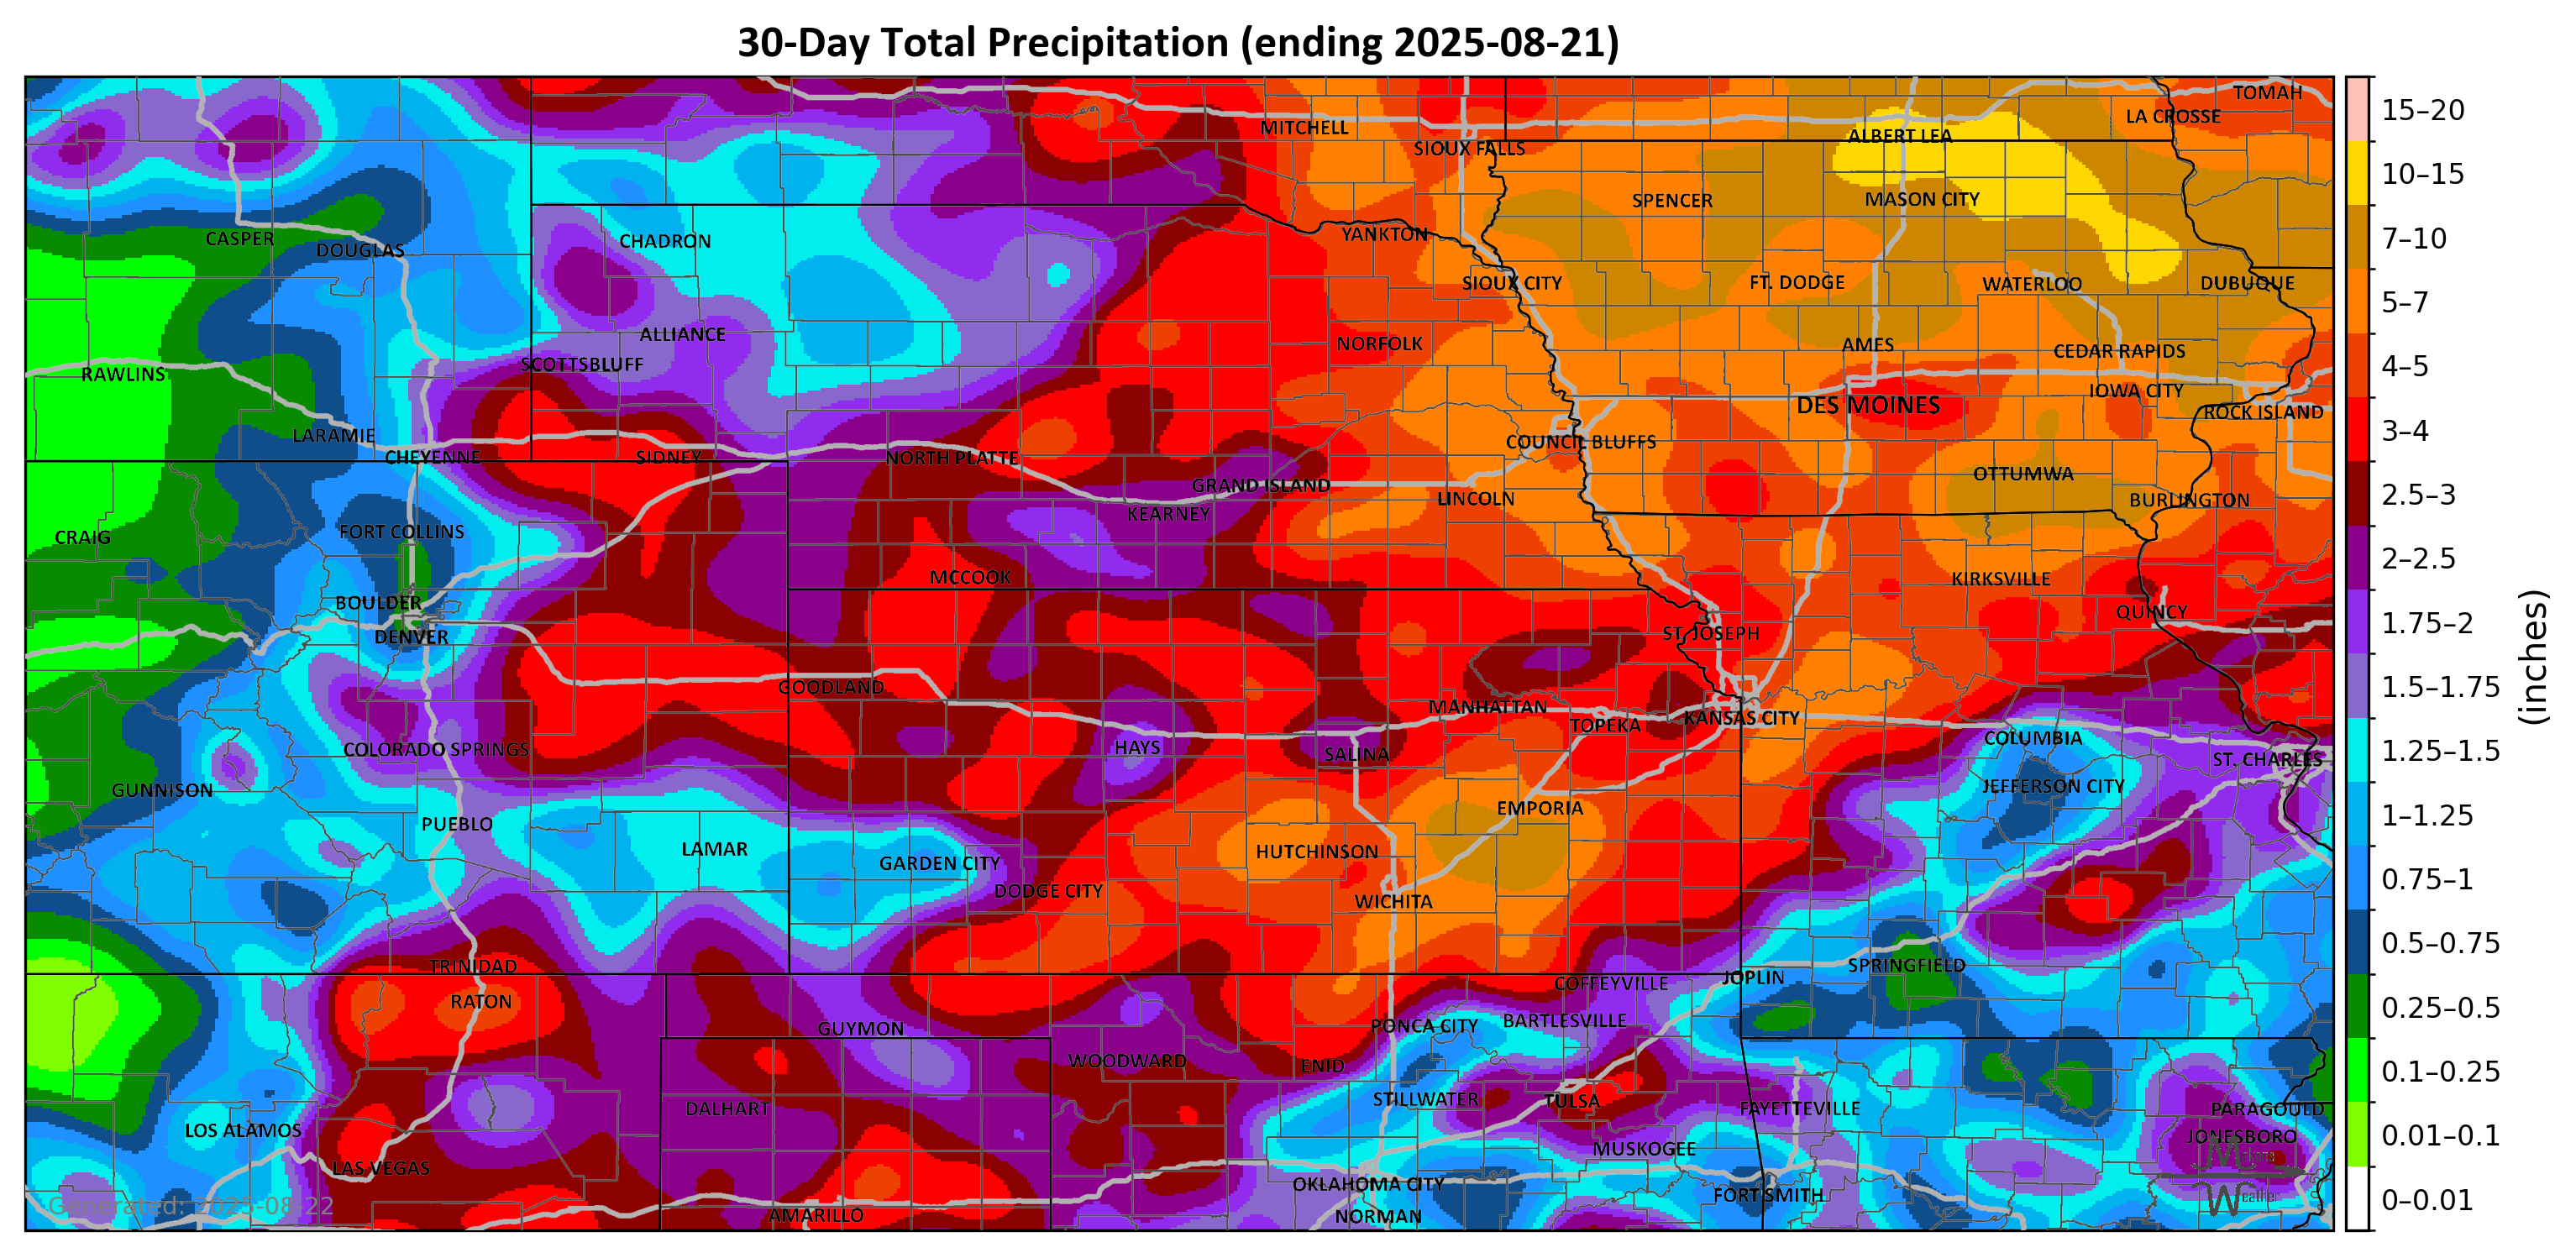 30-Day Total Precipitation (ending 2025-08-21)
TOMAH
LA CROSSE
MITCHELL
ALBERT LEA
SIOUX FALLS
SPENCER
MASON CITY
CASPER
DOUGLAS
CHADRON
YANKTON
SIOUX CITY
FT. DODGE
WATERLOO
DUBUQUE
ALLIANCE
NORFOLK
AMES
CEDAR RAPIDS
SCOTTSBLUFF
RAWLINS
IOWA CITY
DES MOINES
ROCK ISLAND
LARAMIE
COUNCIL BLUFFS
CHEYENNE
SIDNEY
NORTH PLATTE
OTTUMWA
GRAND ISLAND
LINCOLN
BURLINGTON
KEARNEY
CRAIG
FORT COLLINS
MCCOOK
KIRKSVILLE
BOULDER
QUINCY
DENVER
ST. JOSEPH
GOODLAND
MANHATTAN
KANSAS CITY
TOPEKA
COLUMBIA
COLORADO SPRINGS
HAYS
SALINA
ST. CHARLES
GUNNISON
JEFFERSON CITY
EMPORIA
PUEBLO
LAMAR
HUTCHINSON
GARDEN CITY
DODGE CITY
WICHITA
TRINIDAD
SPRINGFIELD
JOPLIN
COFFEYVILLE
RATON
BARTLESVILLE
PONCA CITY
GUYMON
WOODWARD
ENID
STILLWATER
TULSA
DALHART
FAYETTEVILLE
PARAGOULD
LOS ALAMOS
JONESBORO
MUSKOGEE
LAS VEGAS
OKLAHOMA CITY
FORT SMITH
AMARILLO
NORMAN
Generated: 2025-08-22
Weather
15–20
10–15
7–10
5–7
4–5
3–4
2.5–3
2–2.5
1.75–2
1.5–1.75
1.25–1.5
1–1.25
0.75–1
0.5–0.75
0.25–0.5
0.1–0.25
0.01–0.1
0–0.01
(inches)